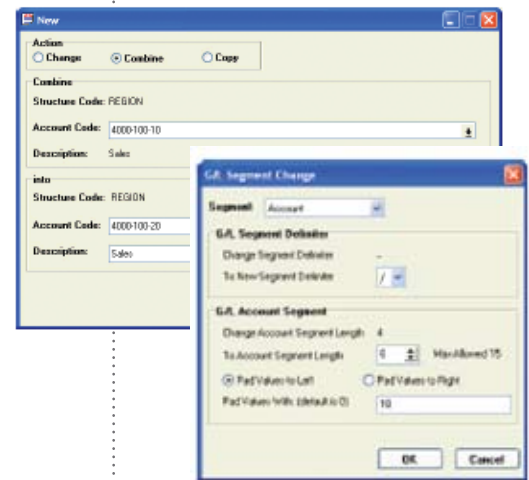 New
Action
Change Combine Copy
Combine
Structure Code: REGION
Account Code: 4000-100-10
Description: Sales
into
Structure Code: REGION
Account Code: 4000-100-20
Description: Sales
G/L Segment Change
Segment Account
G/L Segment Delimiter
Change Segment Delimiter -
To New Segment Delimiter /
G/L Account Segment
Change Account Segment Length 4
To Account Segment Length 6 Max Allowed 15
Pad Values to Left Pad Values to Right
Pad Values With: (default is 0) 10
OK Cancel